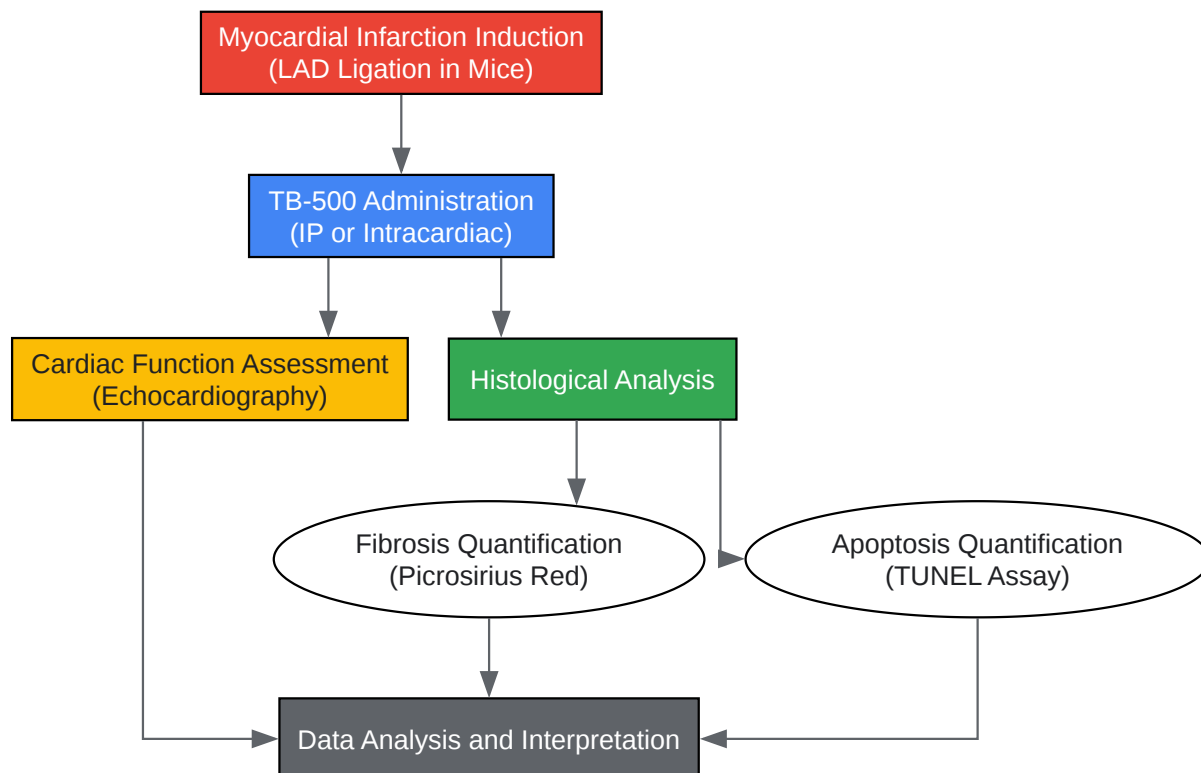 Myocardial Infarction Induction
(LAD Ligation in Mice)
TB-500 Administration
(IP or Intracardiac)
Cardiac Function Assessment
(Echocardiography)
Histological Analysis
Fibrosis Quantification
(Picrosirius Red)
Apoptosis Quantification
(TUNEL Assay)
Data Analysis and Interpretation